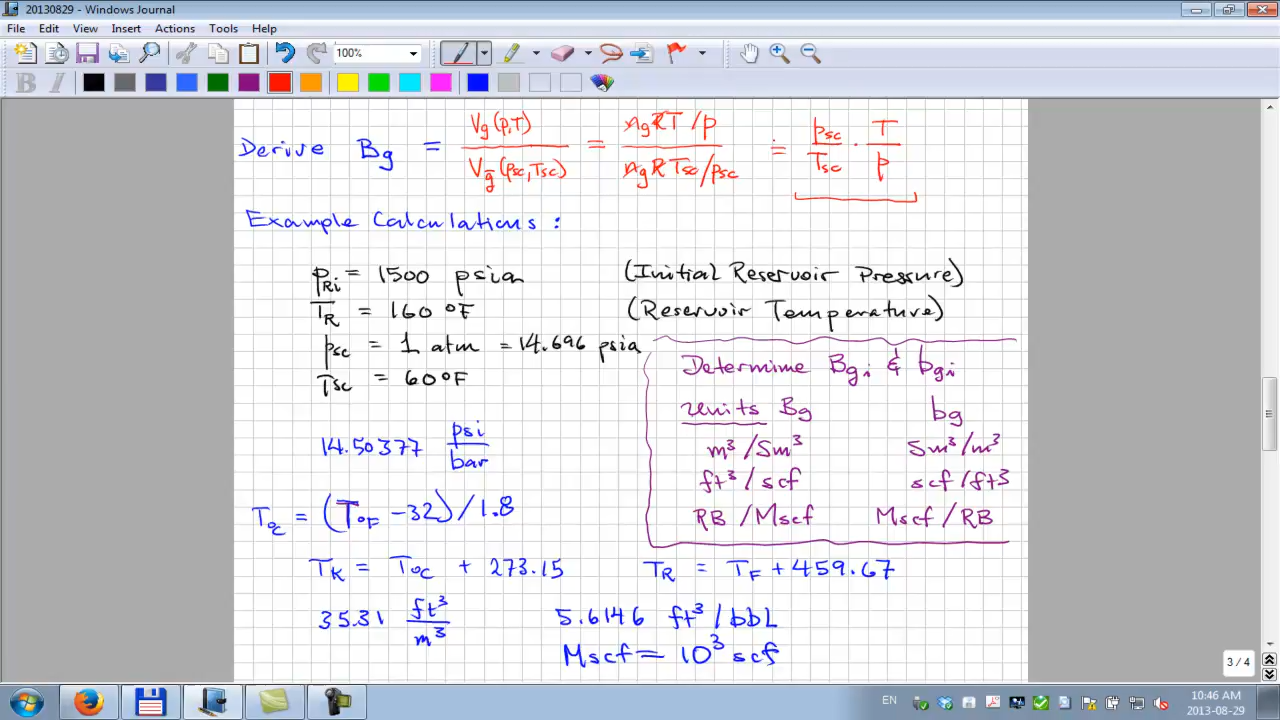 20130829 - Windows Journal
File Edit View Insert Actions Tools Help
100%
B I
Derive Bg = Vg(p,T) / Vḡ(psc,Tsc) = ngRT/p / ngRTsc/psc = psc/Tsc · T/p
Example Calculations :
pRi = 1500 psia (Initial Reservoir Pressure)
TR = 160 °F (Reservoir Temperature)
psc = 1 atm = 14.696 psia
Tsc = 60°F
Determine Bgi & bgi
Units Bg bg
m³/Sm³ Sm³/m³
ft³/scf scf/ft³
RB/Mscf Mscf/RB
14.50377 psi/bar
T°C = (T°F - 32)/1.8
TK = T°C + 273.15 TR = TF + 459.67
35.31 ft³/m³ 5.6146 ft³/bbL
Mscf = 10³ scf
3 / 4
EN 10:46 AM
2013-08-29